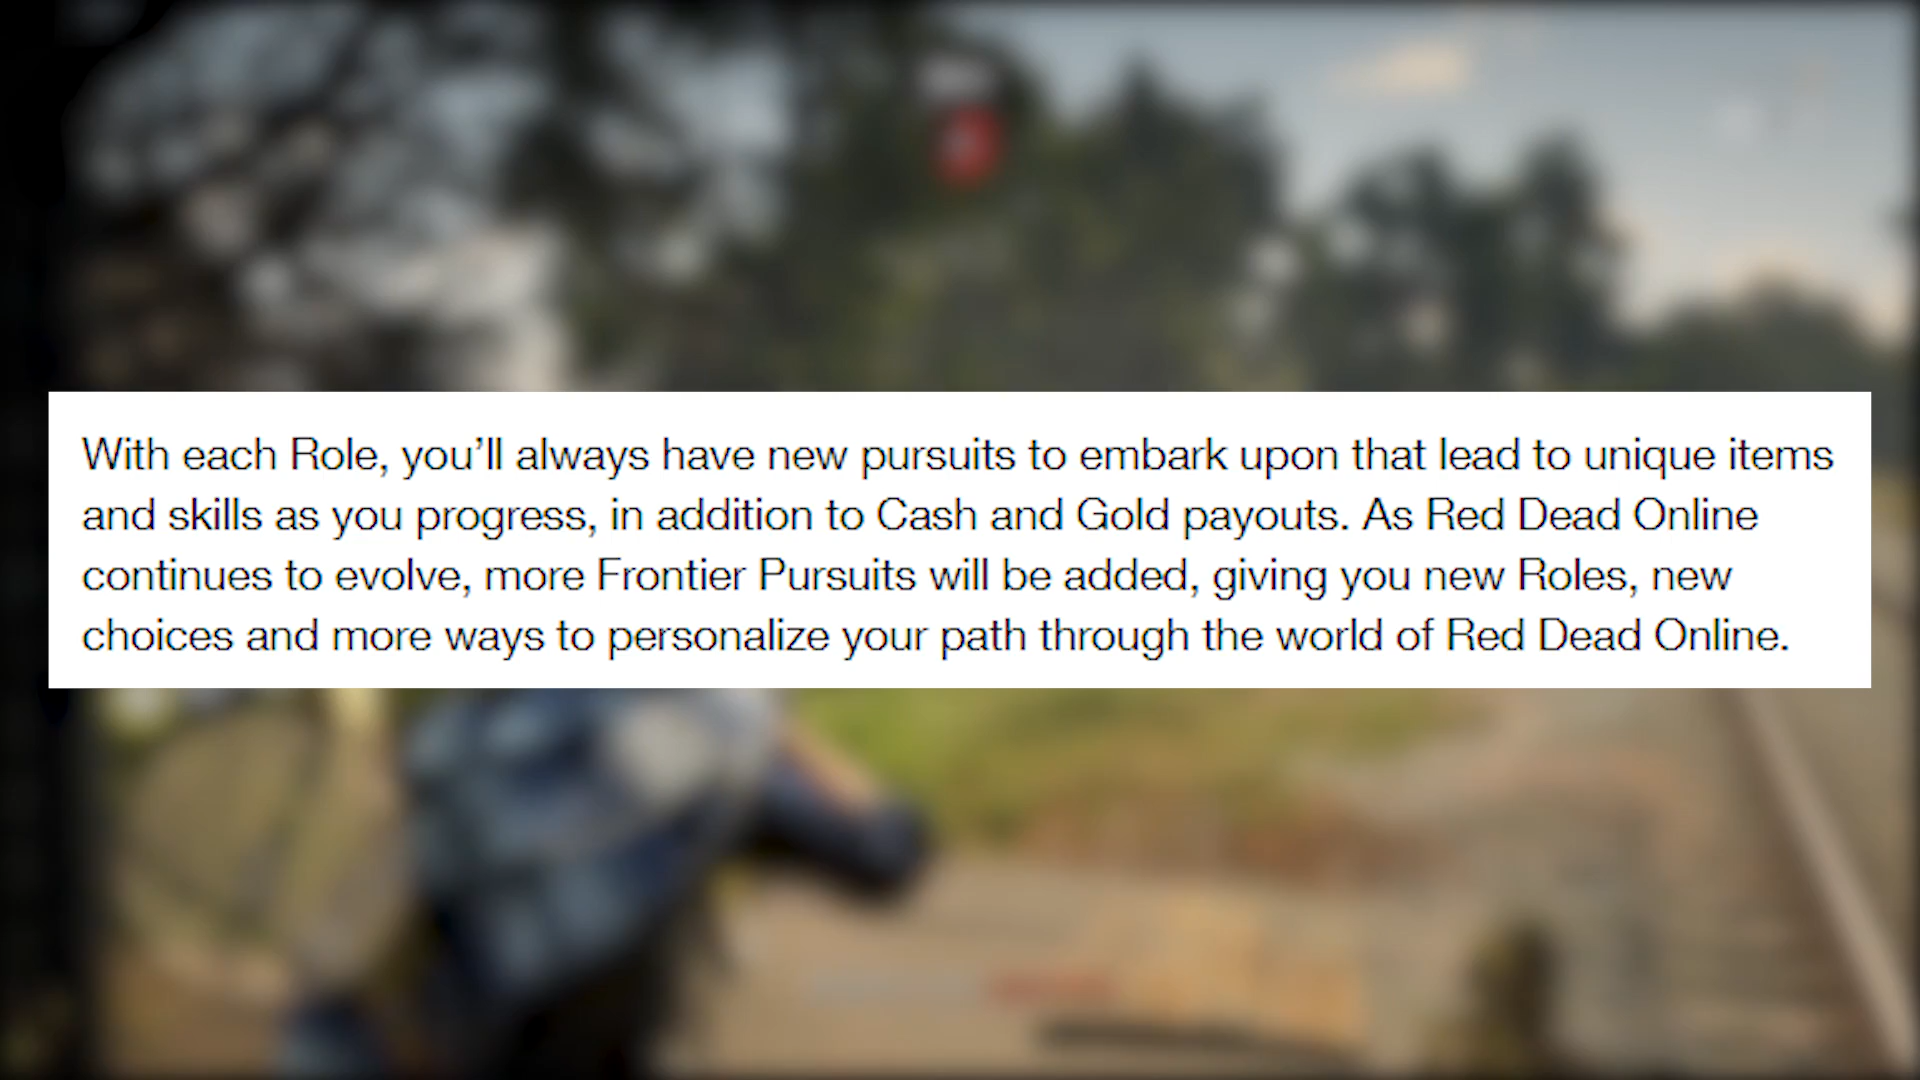 With each Role, you’ll always have new pursuits to embark upon that lead to unique items
and skills as you progress, in addition to Cash and Gold payouts. As Red Dead Online
continues to evolve, more Frontier Pursuits will be added, giving you new Roles, new
choices and more ways to personalize your path through the world of Red Dead Online.